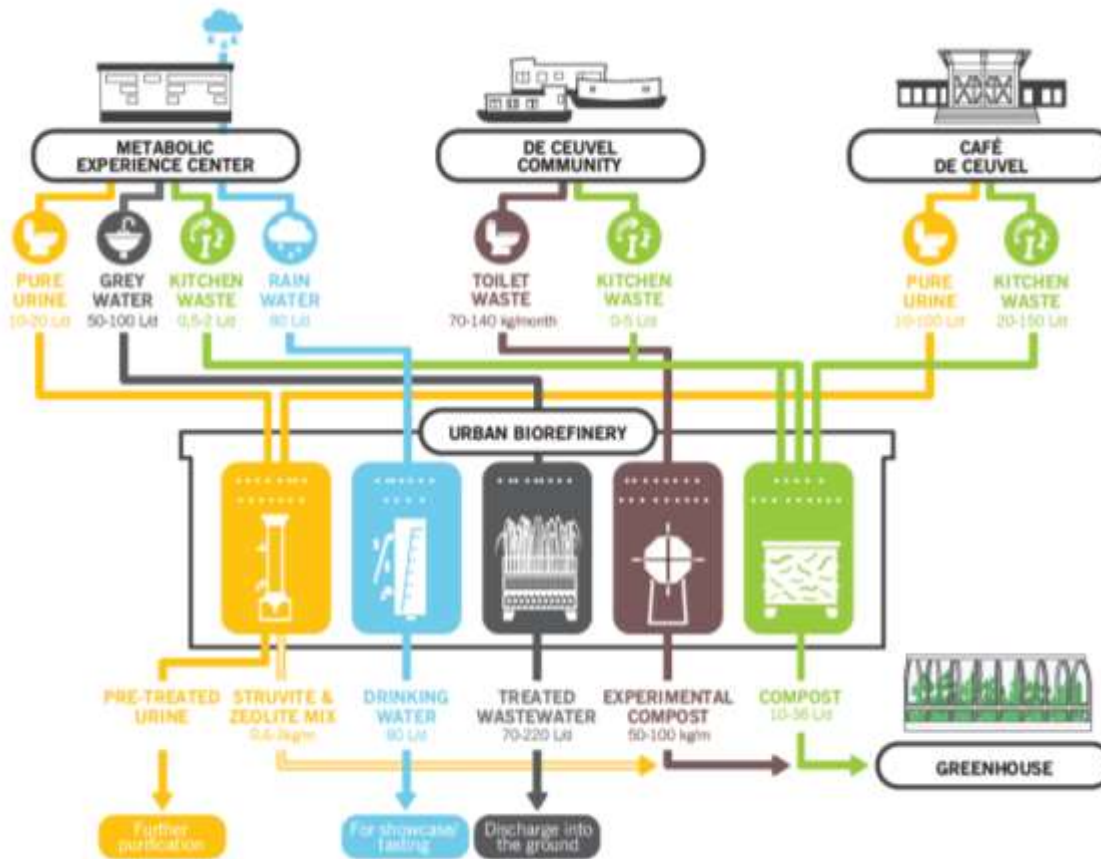 METABOLIC
EXPERIENCE CENTER
DE CEUVEL
COMMUNITY
CAFÉ
DE CEUVEL
PURE
URINE
10-20 L/d
GREY
WATER
50-100 L/d
KITCHEN
WASTE
0,5-2 L/d
RAIN
WATER
80 L/d
TOILET
WASTE
70-140 kg/month
KITCHEN
WASTE
0-5 L/d
PURE
URINE
10-100 L/d
KITCHEN
WASTE
20-150 L/d
URBAN BIOREFINERY
PRE-TREATED
URINE
STRUVITE &
ZEOLITE MIX
DRINKING
WATER
80 L/d
TREATED
WASTEWATER
70-220 L/d
EXPERIMENTAL
COMPOST
50-100 kg/m
COMPOST
GREENHOUSE
Further
purification
For showcase/
tasting
Discharge into
the ground